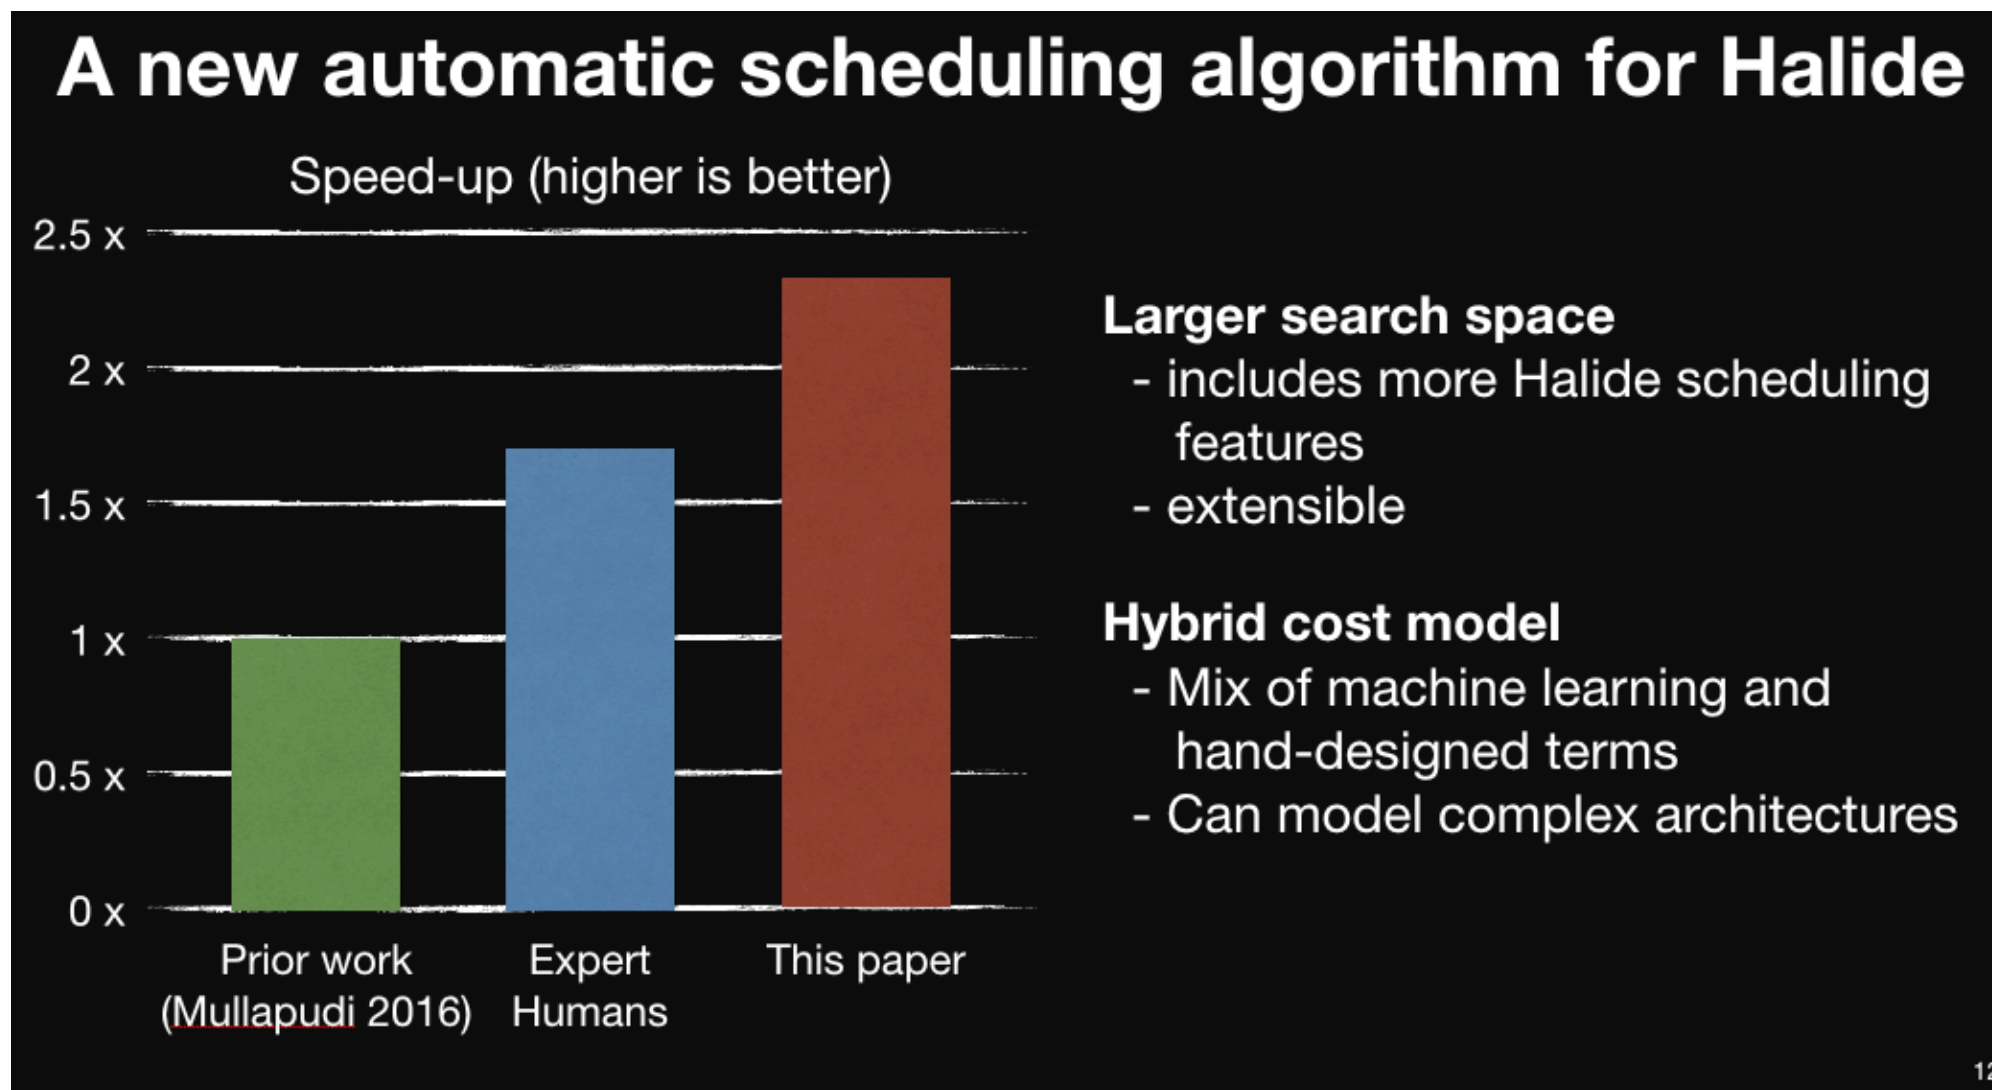 A new automatic scheduling algorithm for Halide
Speed-up (higher is better)
2.5 x
2 x
1.5 x
1 x
0.5 x
0 x
Prior work
(Mullapudi 2016)
Expert
Humans
This paper
Larger search space
- includes more Halide scheduling
features
- extensible
Hybrid cost model
- Mix of machine learning and
hand-designed terms
- Can model complex architectures